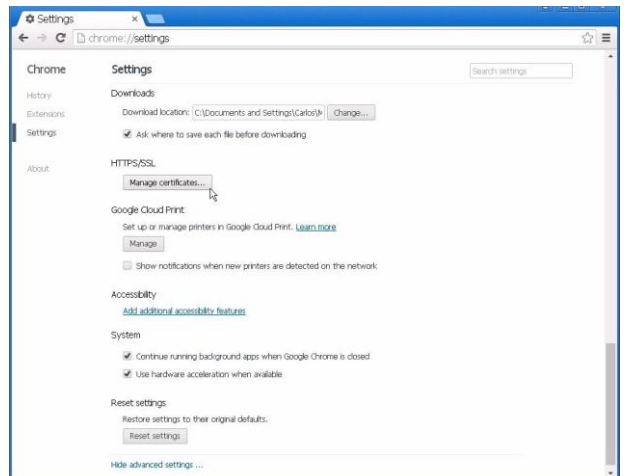 Settings
chrome://settings
Chrome
Settings
Search settings
History
Extensions
Settings
About
Downloads
Download location: C:\Documents and Settings\Carlos\M Change...
Ask where to save each file before downloading
HTTPS/SSL
Manage certificates...
Google Cloud Print
Set up or manage printers in Google Cloud Print. Learn more
Manage
Show notifications when new printers are detected on the network
Accessibility
Add additional accessibility features
System
Continue running background apps when Google Chrome is closed
Use hardware acceleration when available
Reset settings
Restore settings to their original defaults.
Reset settings
Hide advanced settings ...